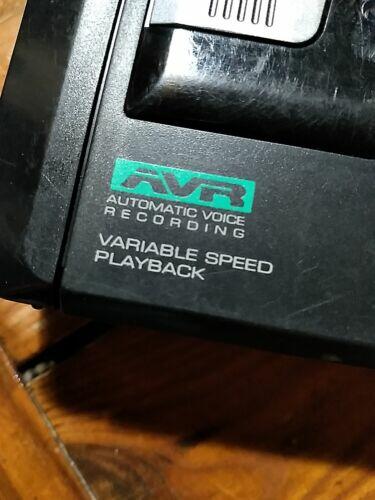 AVR
AUTOMATIC VOICE
RECORDING
VARIABLE SPEED
PLAYBACK